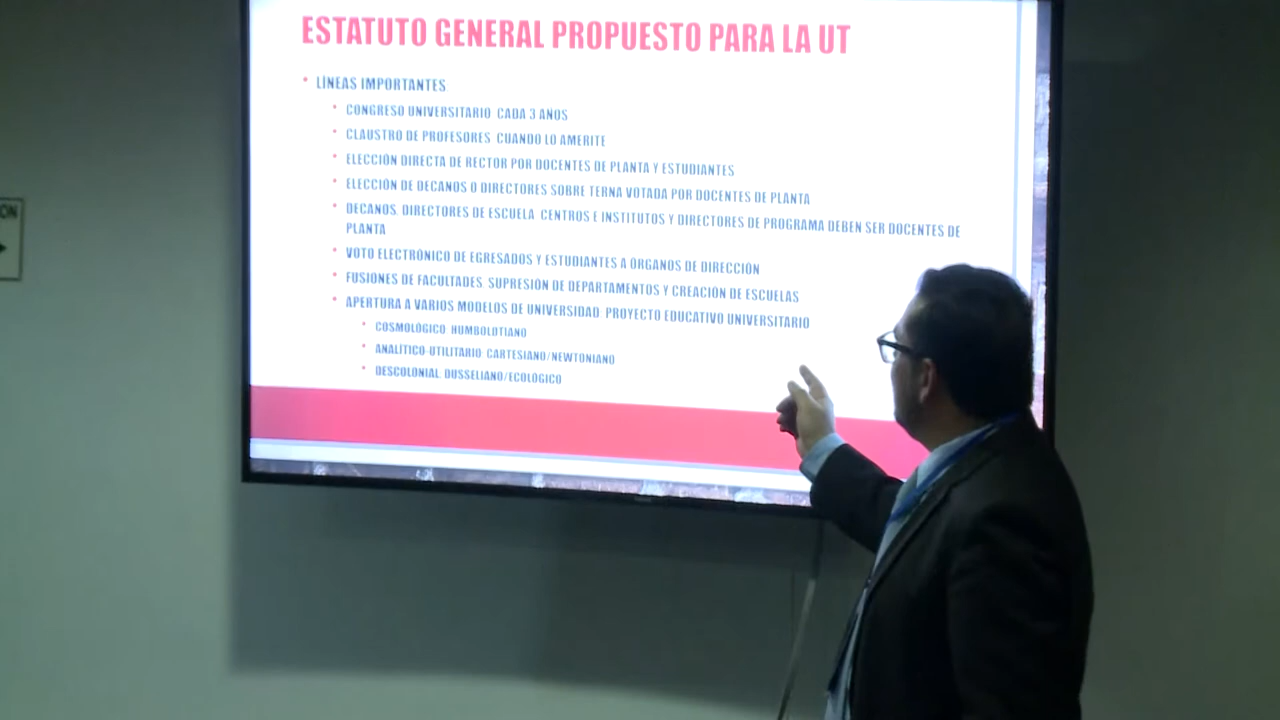 ESTATUTO GENERAL PROPUESTO PARA LA UT
• LÍNEAS IMPORTANTES
• CONGRESO UNIVERSITARIO CADA 3 AÑOS
• CLAUSTRO DE PROFESORES CUANDO LO AMERITE
• ELECCIÓN DIRECTA DE RECTOR POR DOCENTES DE PLANTA Y ESTUDIANTES
• ELECCIÓN DE DECANOS O DIRECTORES SOBRE TERNA VOTADA POR DOCENTES DE PLANTA
• DECANOS, DIRECTORES DE ESCUELA, CENTROS E INSTITUTOS Y DIRECTORES DE PROGRAMA DEBEN SER DOCENTES DE
PLANTA
• VOTO ELECTRÓNICO DE EGRESADOS Y ESTUDIANTES A ÓRGANOS DE DIRECCIÓN
• FUSIONES DE FACULTADES, SUPRESIÓN DE DEPARTAMENTOS Y CREACIÓN DE ESCUELAS
• APERTURA A VARIOS MODELOS DE UNIVERSIDAD. PROYECTO EDUCATIVO UNIVERSITARIO
• COSMOLÓGICO, HUMBOLDTIANO
• ANALÍTICO-UTILITARIO: CARTESIANO/NEWTONIANO
• DESCOLONIAL, DUSSELIANO/ECOLÓGICO